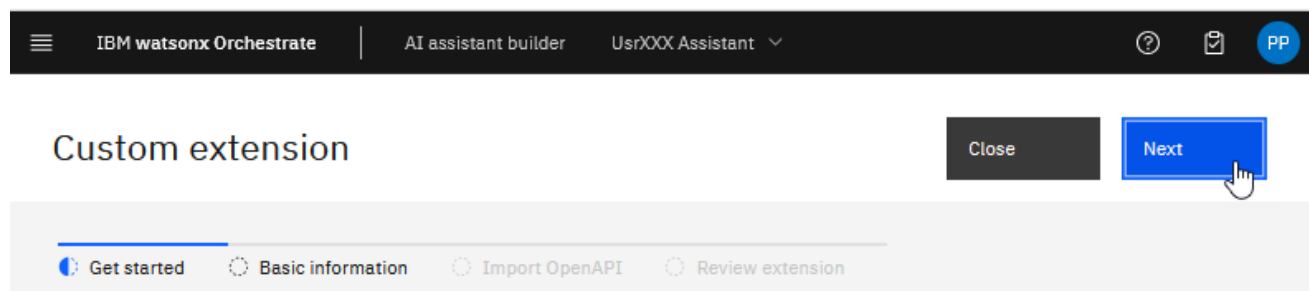 IBM watsonx Orchestrate AI assistant builder UsrXXX Assistant PP
Custom extension Close Next
Get started Basic information Import OpenAPI Review extension